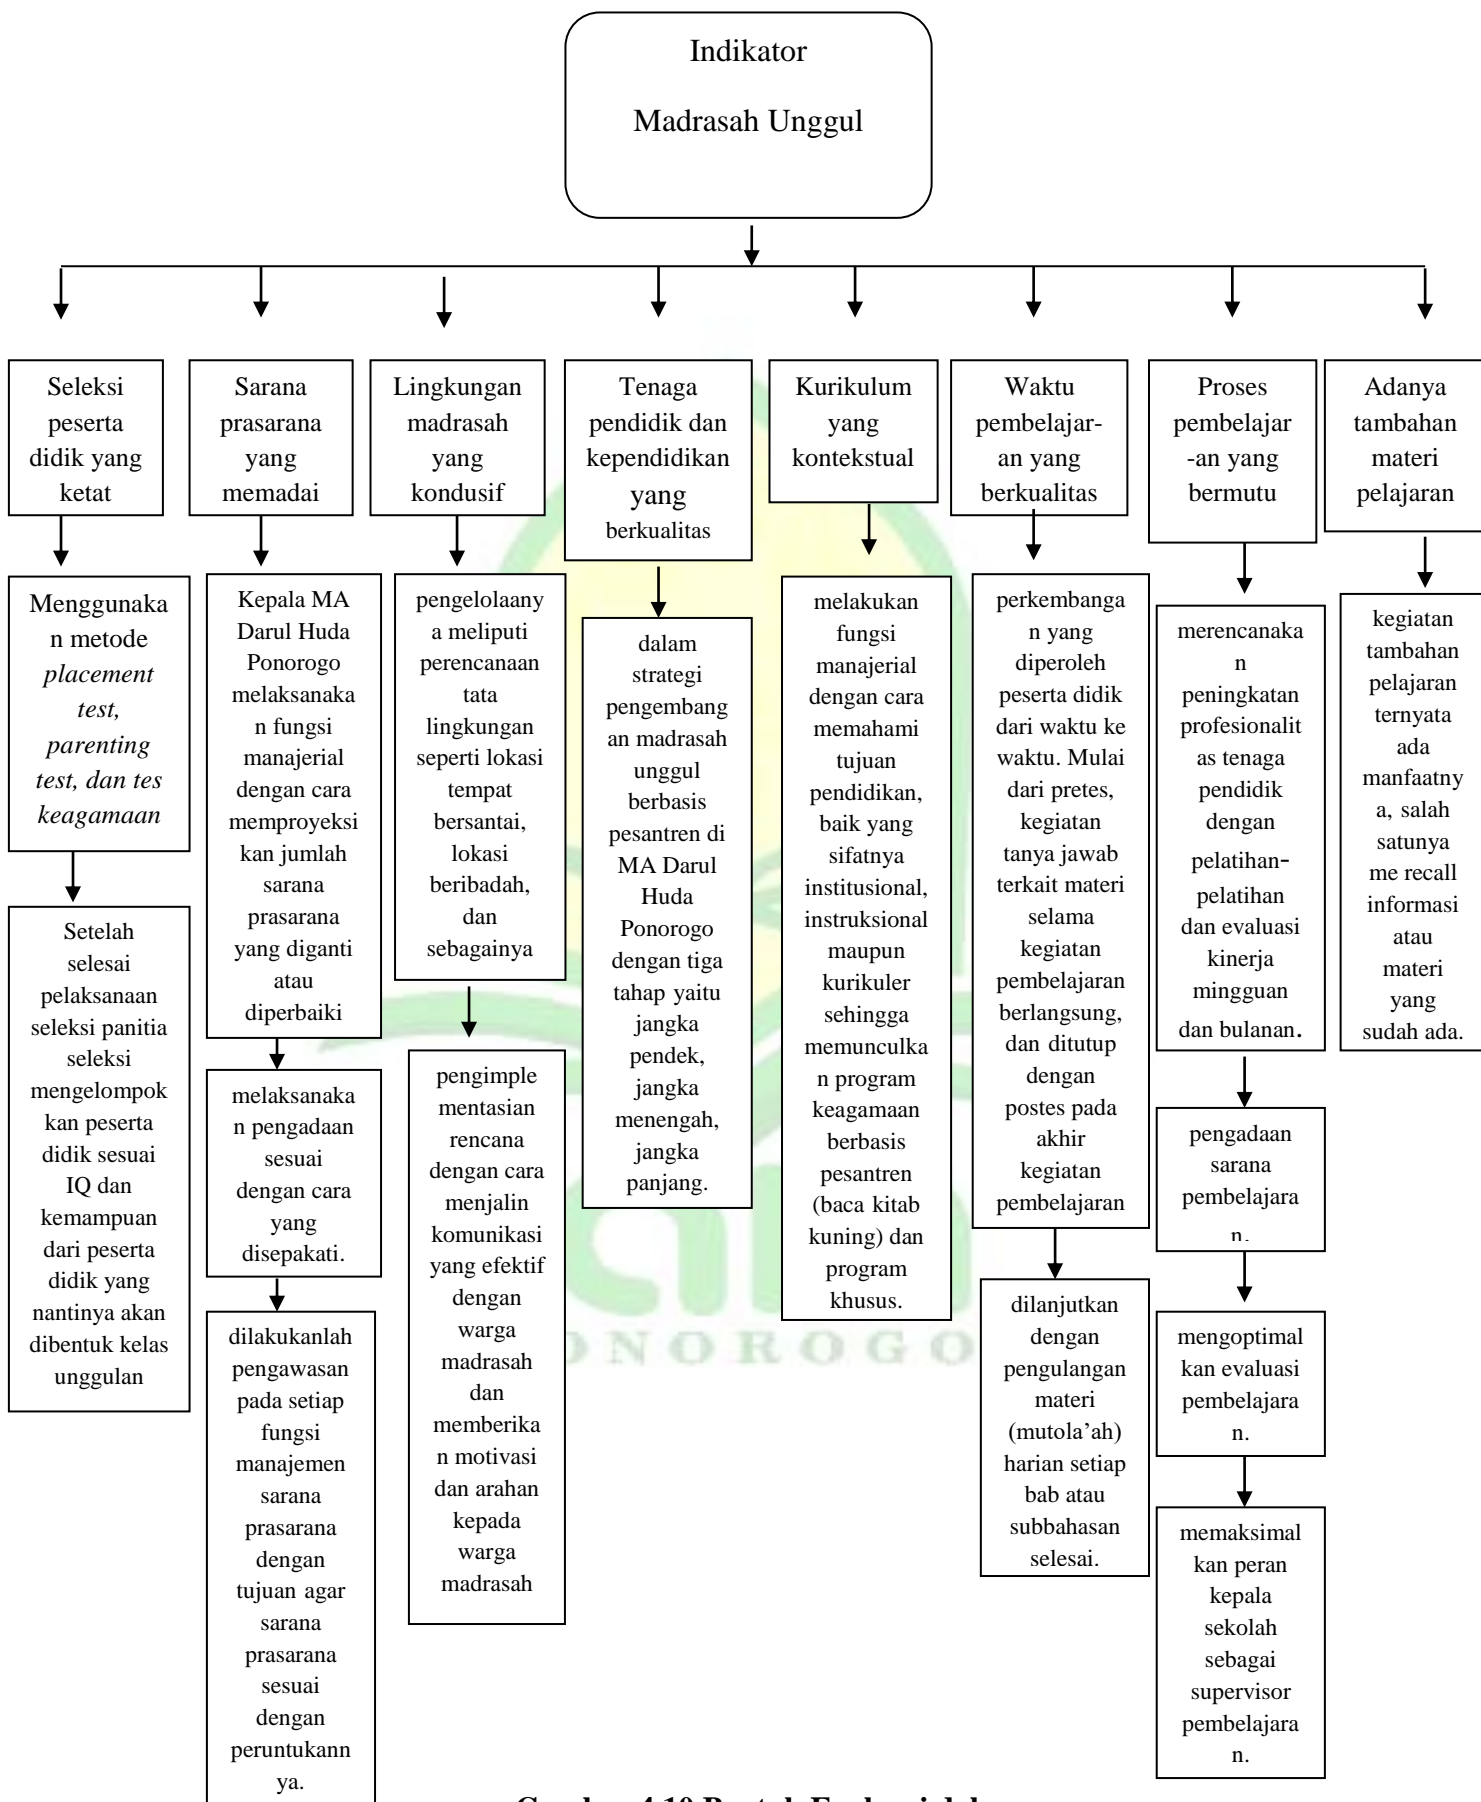 Indikator
Madrasah Unggul
Seleksi
peserta
didik yang
ketat
Sarana
prasarana
yang
memadai
Lingkungan
madrasah
yang
kondusif
Tenaga
pendidik dan
kependidikan
yang
berkualitas
Kurikulum
yang
kontekstual
Waktu
pembelajar-
an yang
berkualitas
Proses
pembelajar
-an yang
bermutu
Adanya
tambahan
materi
pelajaran
Menggunaka
n metode
placement
test,
parenting
test, dan tes
keagamaan
Setelah
selesai
pelaksanaan
seleksi panitia
seleksi
mengelompok
kan peserta
didik sesuai
IQ dan
kemampuan
dari peserta
didik yang
nantinya akan
dibentuk kelas
unggulan
Kepala MA
Darul Huda
Ponorogo
melaksanaka
n fungsi
manajerial
dengan cara
memproyeksi
kan jumlah
sarana
prasarana
yang diganti
atau
diperbaiki
melaksanaka
n pengadaan
sesuai
dengan cara
yang
disepakati.
dilakukanlah
pengawasan
pada setiap
fungsi
manajemen
sarana
prasarana
dengan
tujuan agar
sarana
prasarana
sesuai
dengan
peruntukann
ya.
pengelolaany
a meliputi
perencanaan
tata
lingkungan
seperti lokasi
tempat
bersantai,
lokasi
beribadah,
dan
sebagainya
pengimple
mentasian
rencana
dengan cara
menjalin
komunikasi
yang efektif
dengan
warga
madrasah
dan
memberika
n motivasi
dan arahan
kepada
warga
madrasah
dalam
strategi
pengembang
an madrasah
unggul
berbasis
pesantren di
MA Darul
Huda
Ponorogo
dengan tiga
tahap yaitu
jangka
pendek,
jangka
menengah,
jangka
panjang.
melakukan
fungsi
manajerial
dengan cara
memahami
tujuan
pendidikan,
baik yang
sifatnya
institusional,
instruksional
maupun
kurikuler
sehingga
memunculka
n program
keagamaan
berbasis
pesantren
(baca kitab
kuning) dan
program
khusus.
perkembanga
n yang
diperoleh
peserta didik
dari waktu ke
waktu. Mulai
dari pretes,
kegiatan
tanya jawab
terkait materi
selama
kegiatan
pembelajaran
berlangsung,
dan ditutup
dengan
postes pada
akhir
kegiatan
pembelajaran
dilanjutkan
dengan
pengulangan
materi
(mutola’ah)
harian setiap
bab atau
subbahasan
selesai.
merencanaka
n
peningkatan
profesionalit
as tenaga
pendidik
dengan
pelatihan-
pelatihan
dan evaluasi
kinerja
mingguan
dan bulanan.
pengadaan
sarana
pembelajara
n.
mengoptimal
kan evaluasi
pembelajara
n.
memaksimal
kan peran
kepala
sekolah
sebagai
supervisor
pembelajara
n.
kegiatan
tambahan
pelajaran
ternyata
ada
manfaatny
a, salah
satunya
me recall
informasi
atau
materi
yang
sudah ada.
ONOROGO